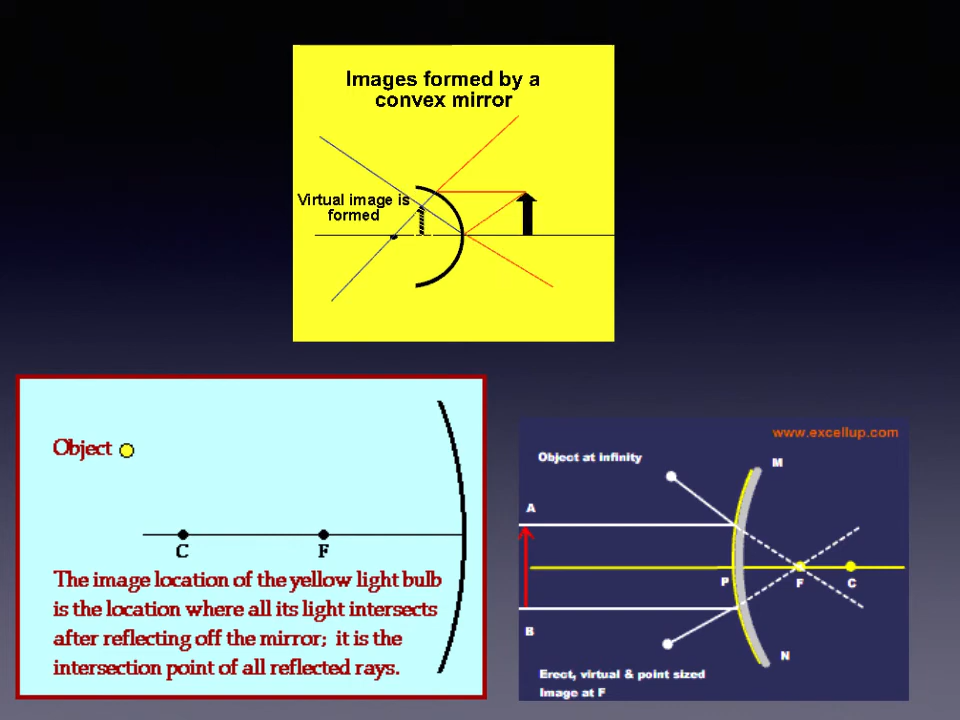 Images formed by a
convex mirror
Virtual image is
formed
Object
C
F
The image location of the yellow light bulb
is the location where all its light intersects
after reflecting off the mirror; it is the
intersection point of all reflected rays.
www.excellup.com
Object at infinity
M
A
P
F
C
B
N
Erect, virtual & point sized
Image at F